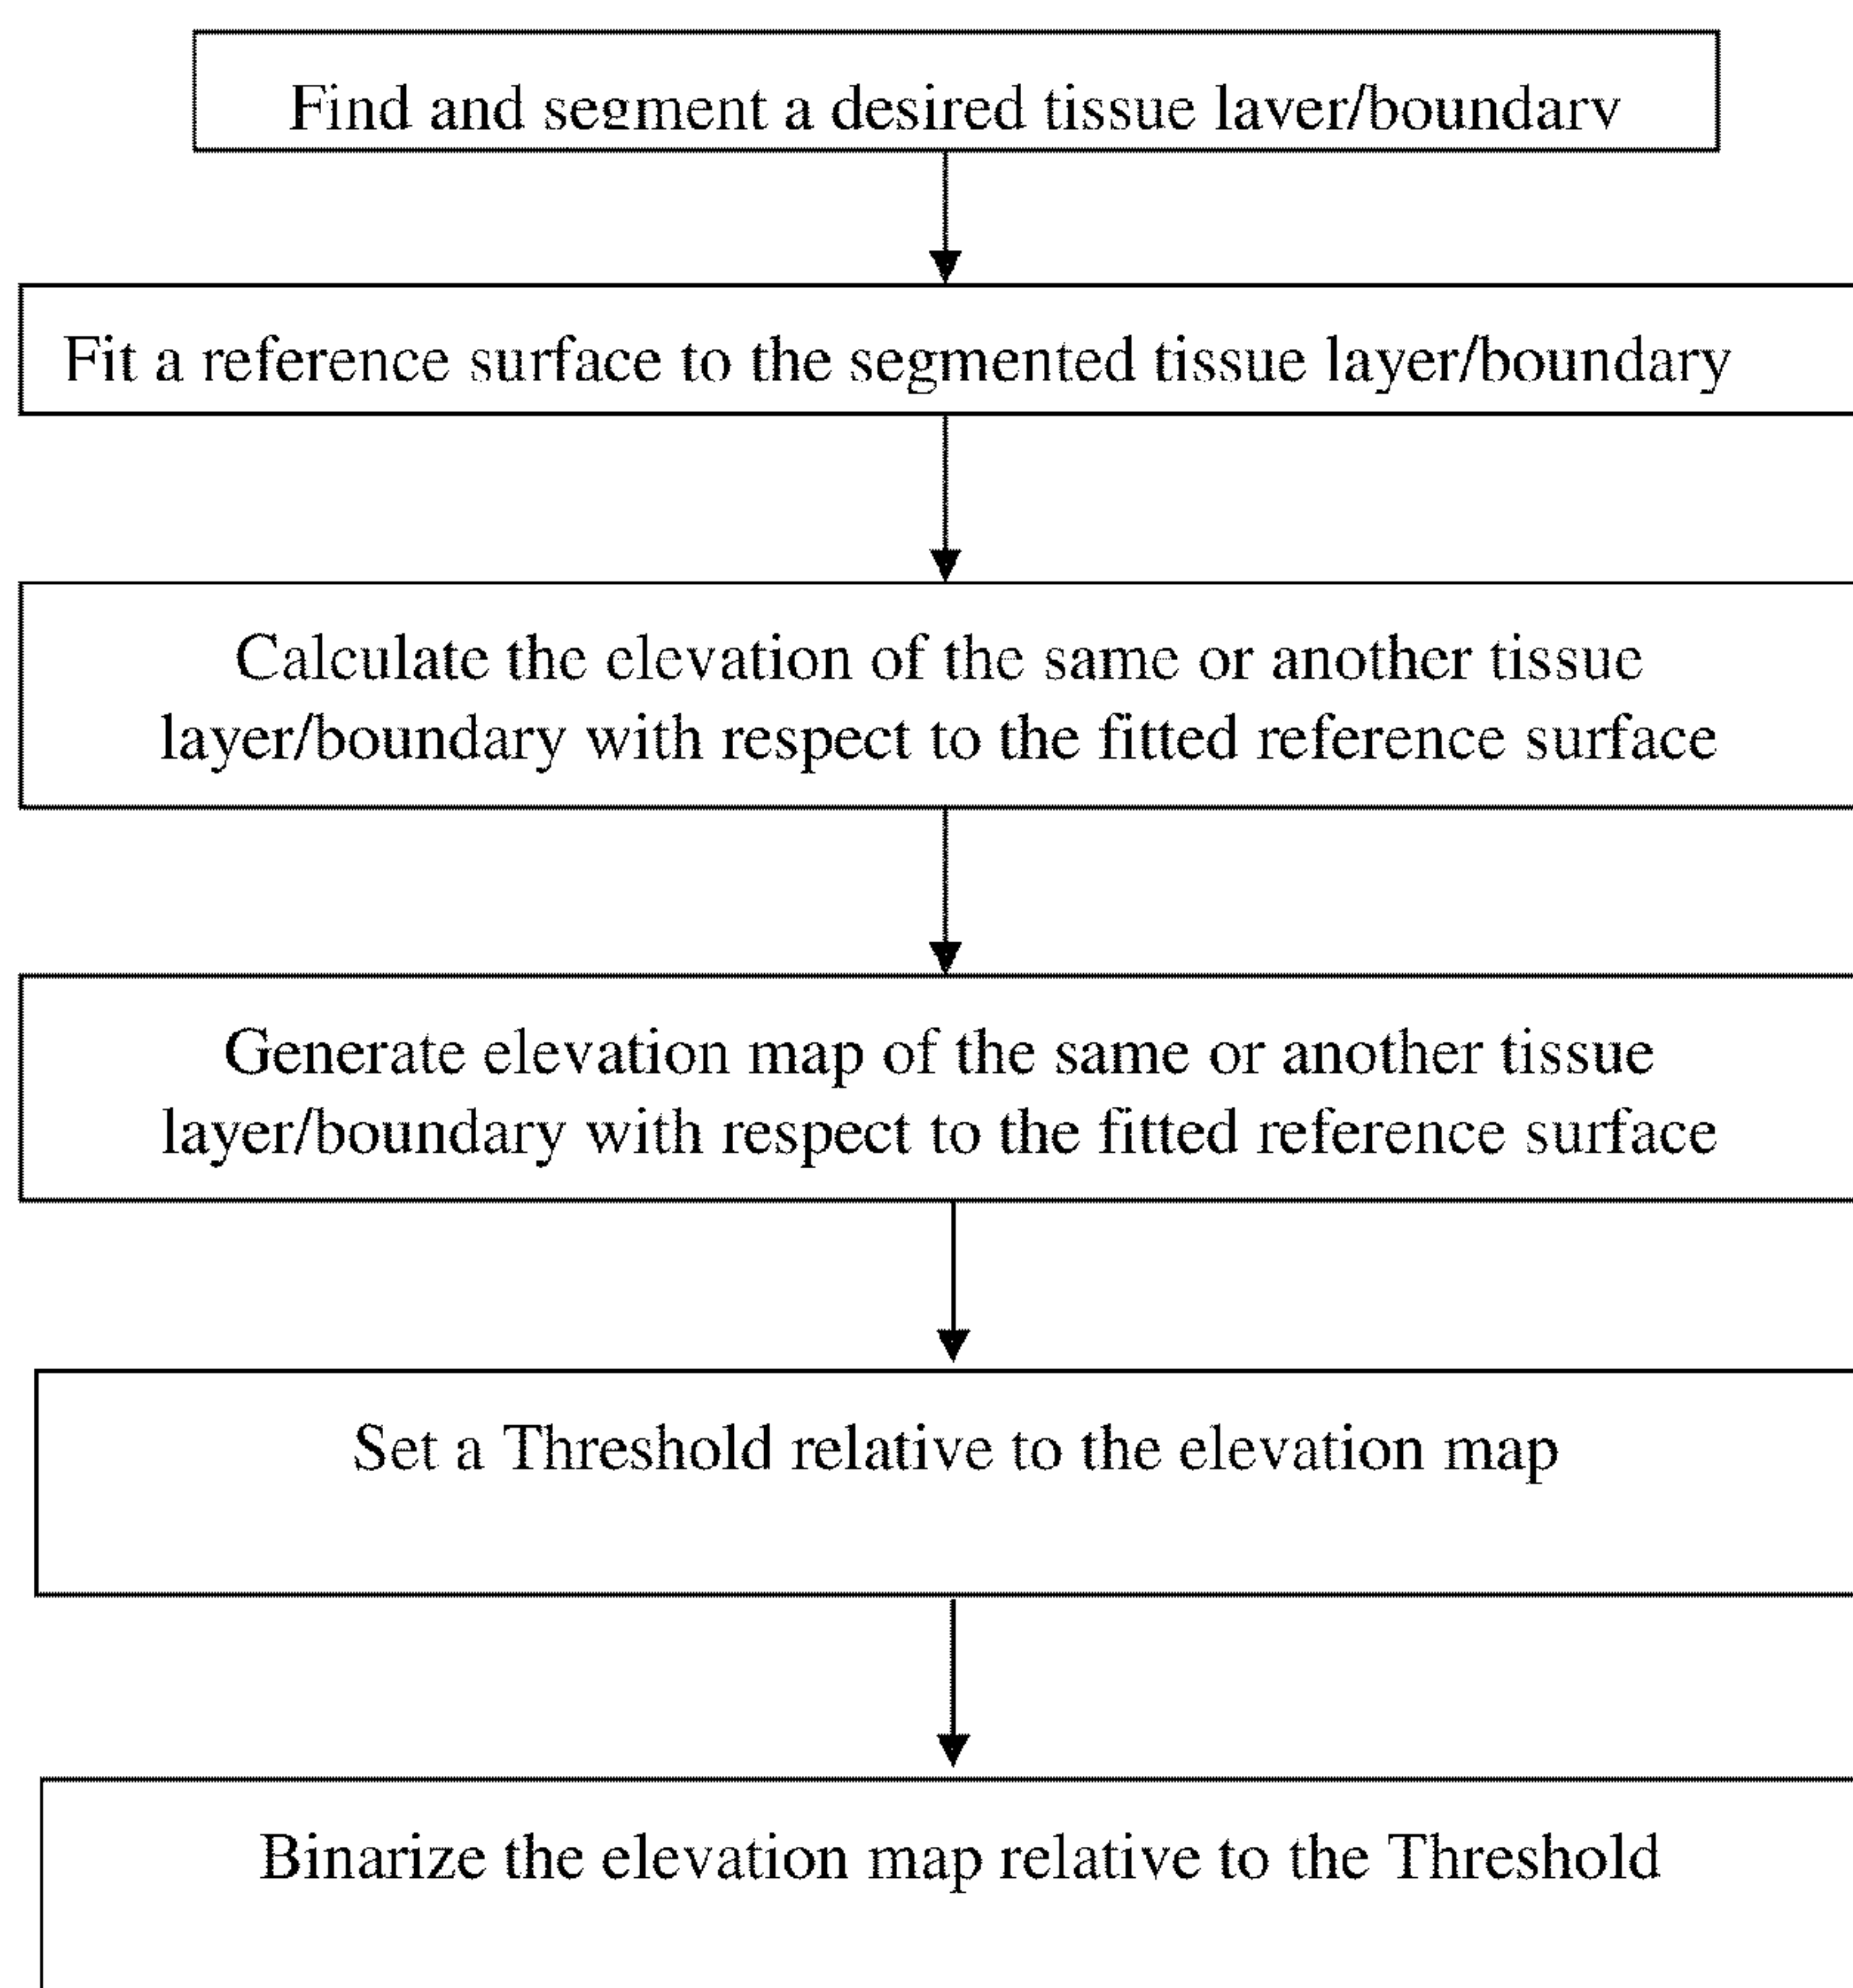 Find and segment a desired tissue layer/boundary
Fit a reference surface to the segmented tissue layer/boundary
Calculate the elevation of the same or another tissue
layer/boundary with respect to the fitted reference surface
Generate elevation map of the same or another tissue
layer/boundary with respect to the fitted reference surface
Set a Threshold relative to the elevation map
Binarize the elevation map relative to the Threshold